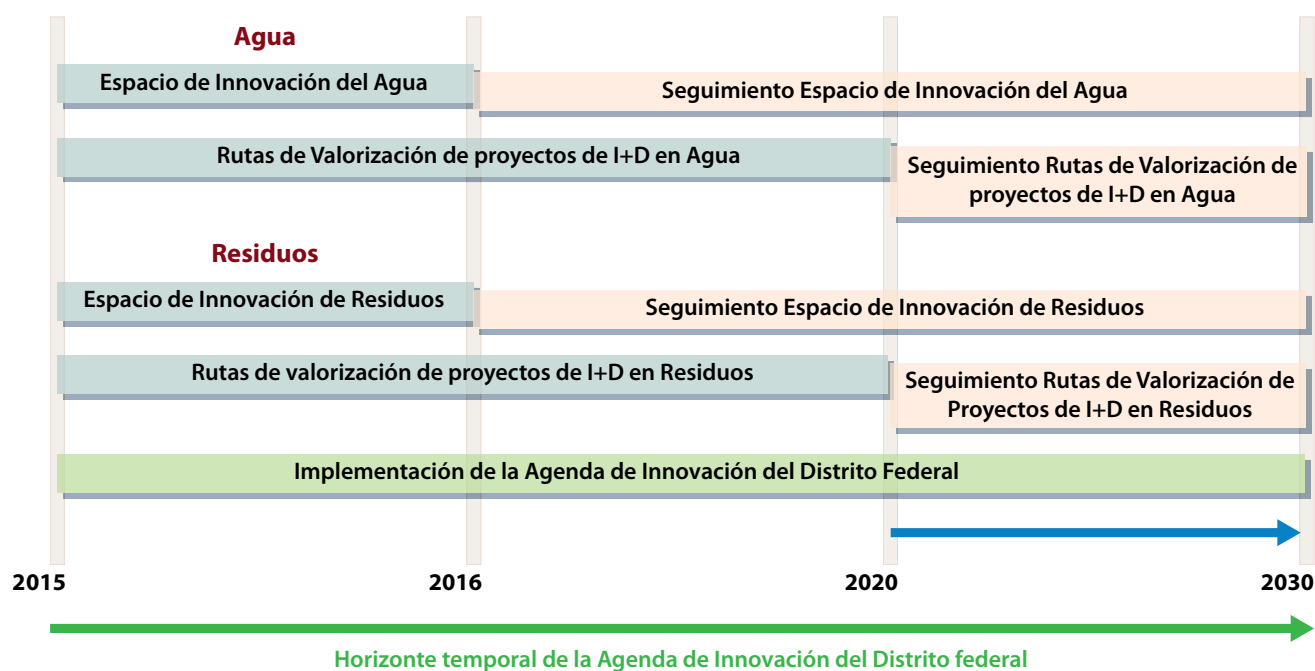 Agua
Espacio de Innovación del Agua
Seguimiento Espacio de Innovación del Agua
Rutas de Valorización de proyectos de I+D en Agua
Seguimiento Rutas de Valorización de
proyectos de I+D en Agua
Residuos
Espacio de Innovación de Residuos
Seguimiento Espacio de Innovación de Residuos
Rutas de valorización de proyectos de I+D en Residuos
Seguimiento Rutas de Valorización de
Proyectos de I+D en Residuos
Implementación de la Agenda de Innovación del Distrito Federal
2015 2016 2020 2030
Horizonte temporal de la Agenda de Innovación del Distrito federal